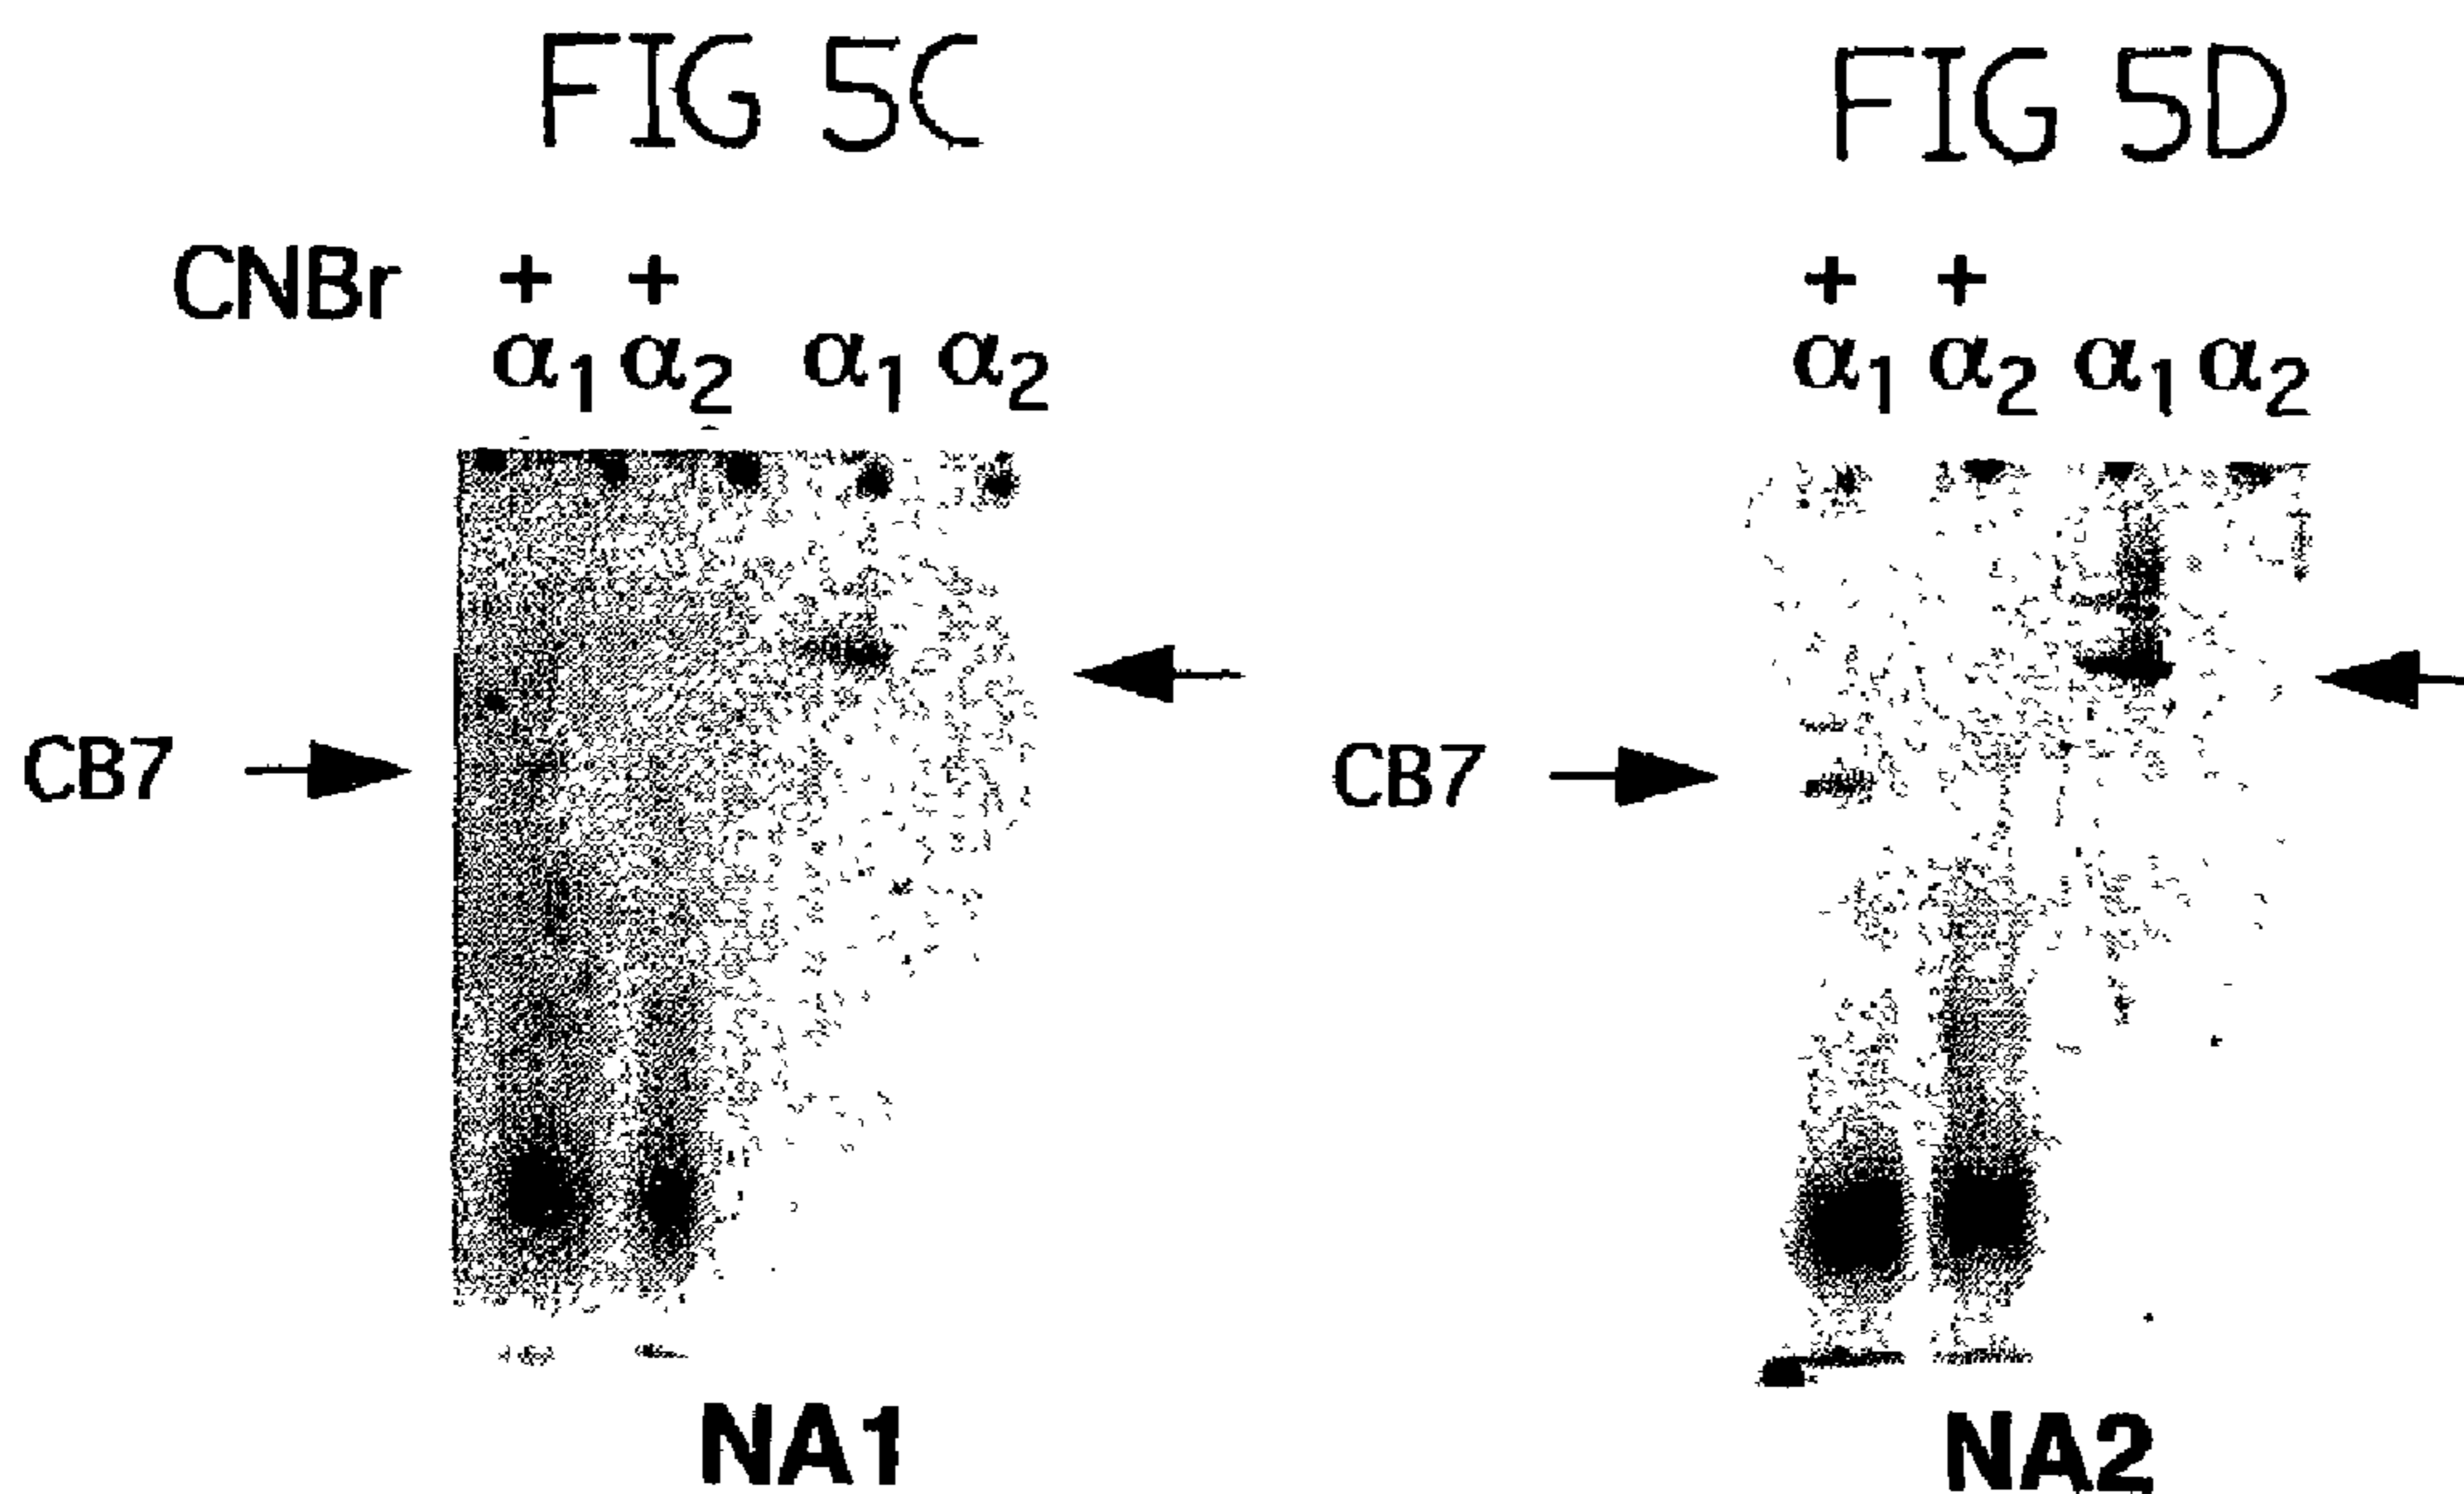 FIG 5C
CNBr + +
α1 α2 α1 α2
CB7
NA1
FIG 5D
+ +
α1 α2 α1 α2
CB7
NA2